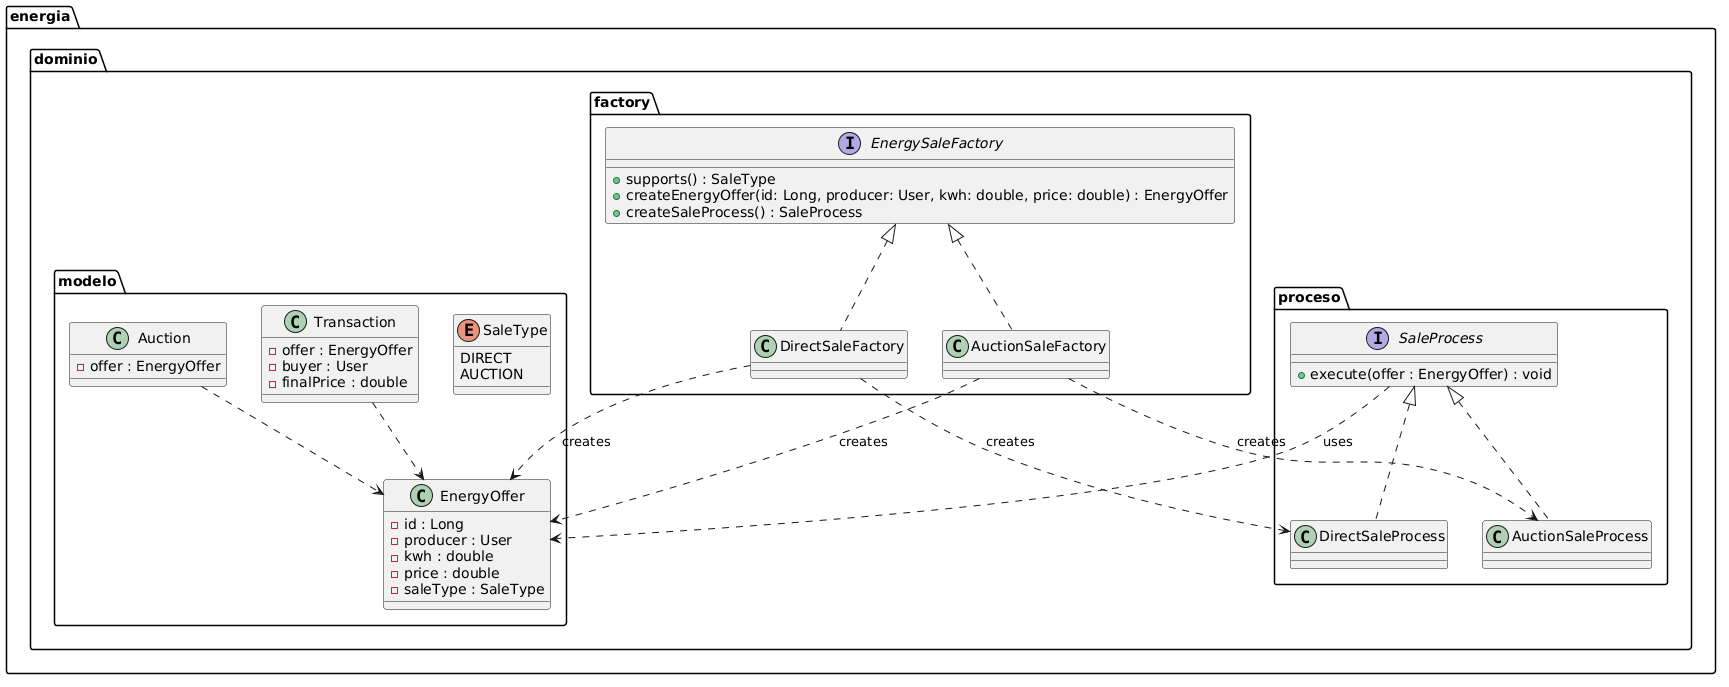 energia
dominio
factory
EnergySaleFactory
supports() : SaleType
createEnergyOffer(id: Long, producer: User, kwh: double, price: double) : EnergyOffer
createSaleProcess() : SaleProcess
DirectSaleFactory
AuctionSaleFactory
modelo
Auction
offer : EnergyOffer
Transaction
offer : EnergyOffer
buyer : User
finalPrice : double
SaleType
DIRECT
AUCTION
proceso
SaleProcess
execute(offer : EnergyOffer) : void
creates
creates
creates
creates
uses
EnergyOffer
id : Long
producer : User
kwh : double
price : double
saleType : SaleType
DirectSaleProcess
AuctionSaleProcess